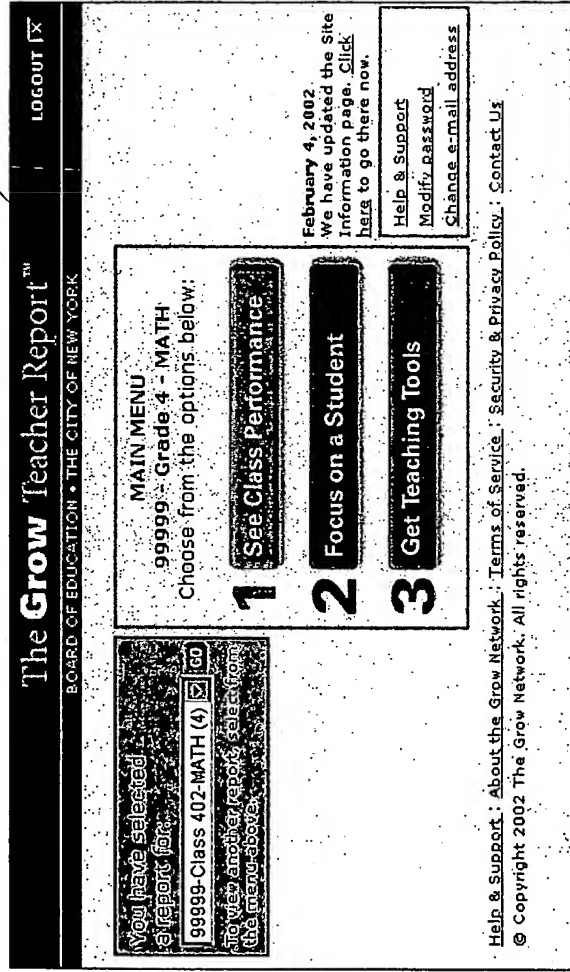 The Grow Teacher Report™
LOGOUT X
BOARD OF EDUCATION • THE CITY OF NEW YORK
You have selected
a report for:
99999-Class 402-MATH (4) GO
To view another report, select from
the menu above.
MAIN MENU
99999 - Grade 4 - MATH
Choose from the options below:
1 See Class Performance
2 Focus on a Student
3 Get Teaching Tools
February 4, 2002
We have updated the Site
Information page. Click
here to go there now.
Help & Support
Modify password
Change e-mail address
Help & Support | About the Grow Network | Terms of Service | Security & Privacy Policy | Contact Us
© Copyright 2002 The Grow Network. All rights reserved.